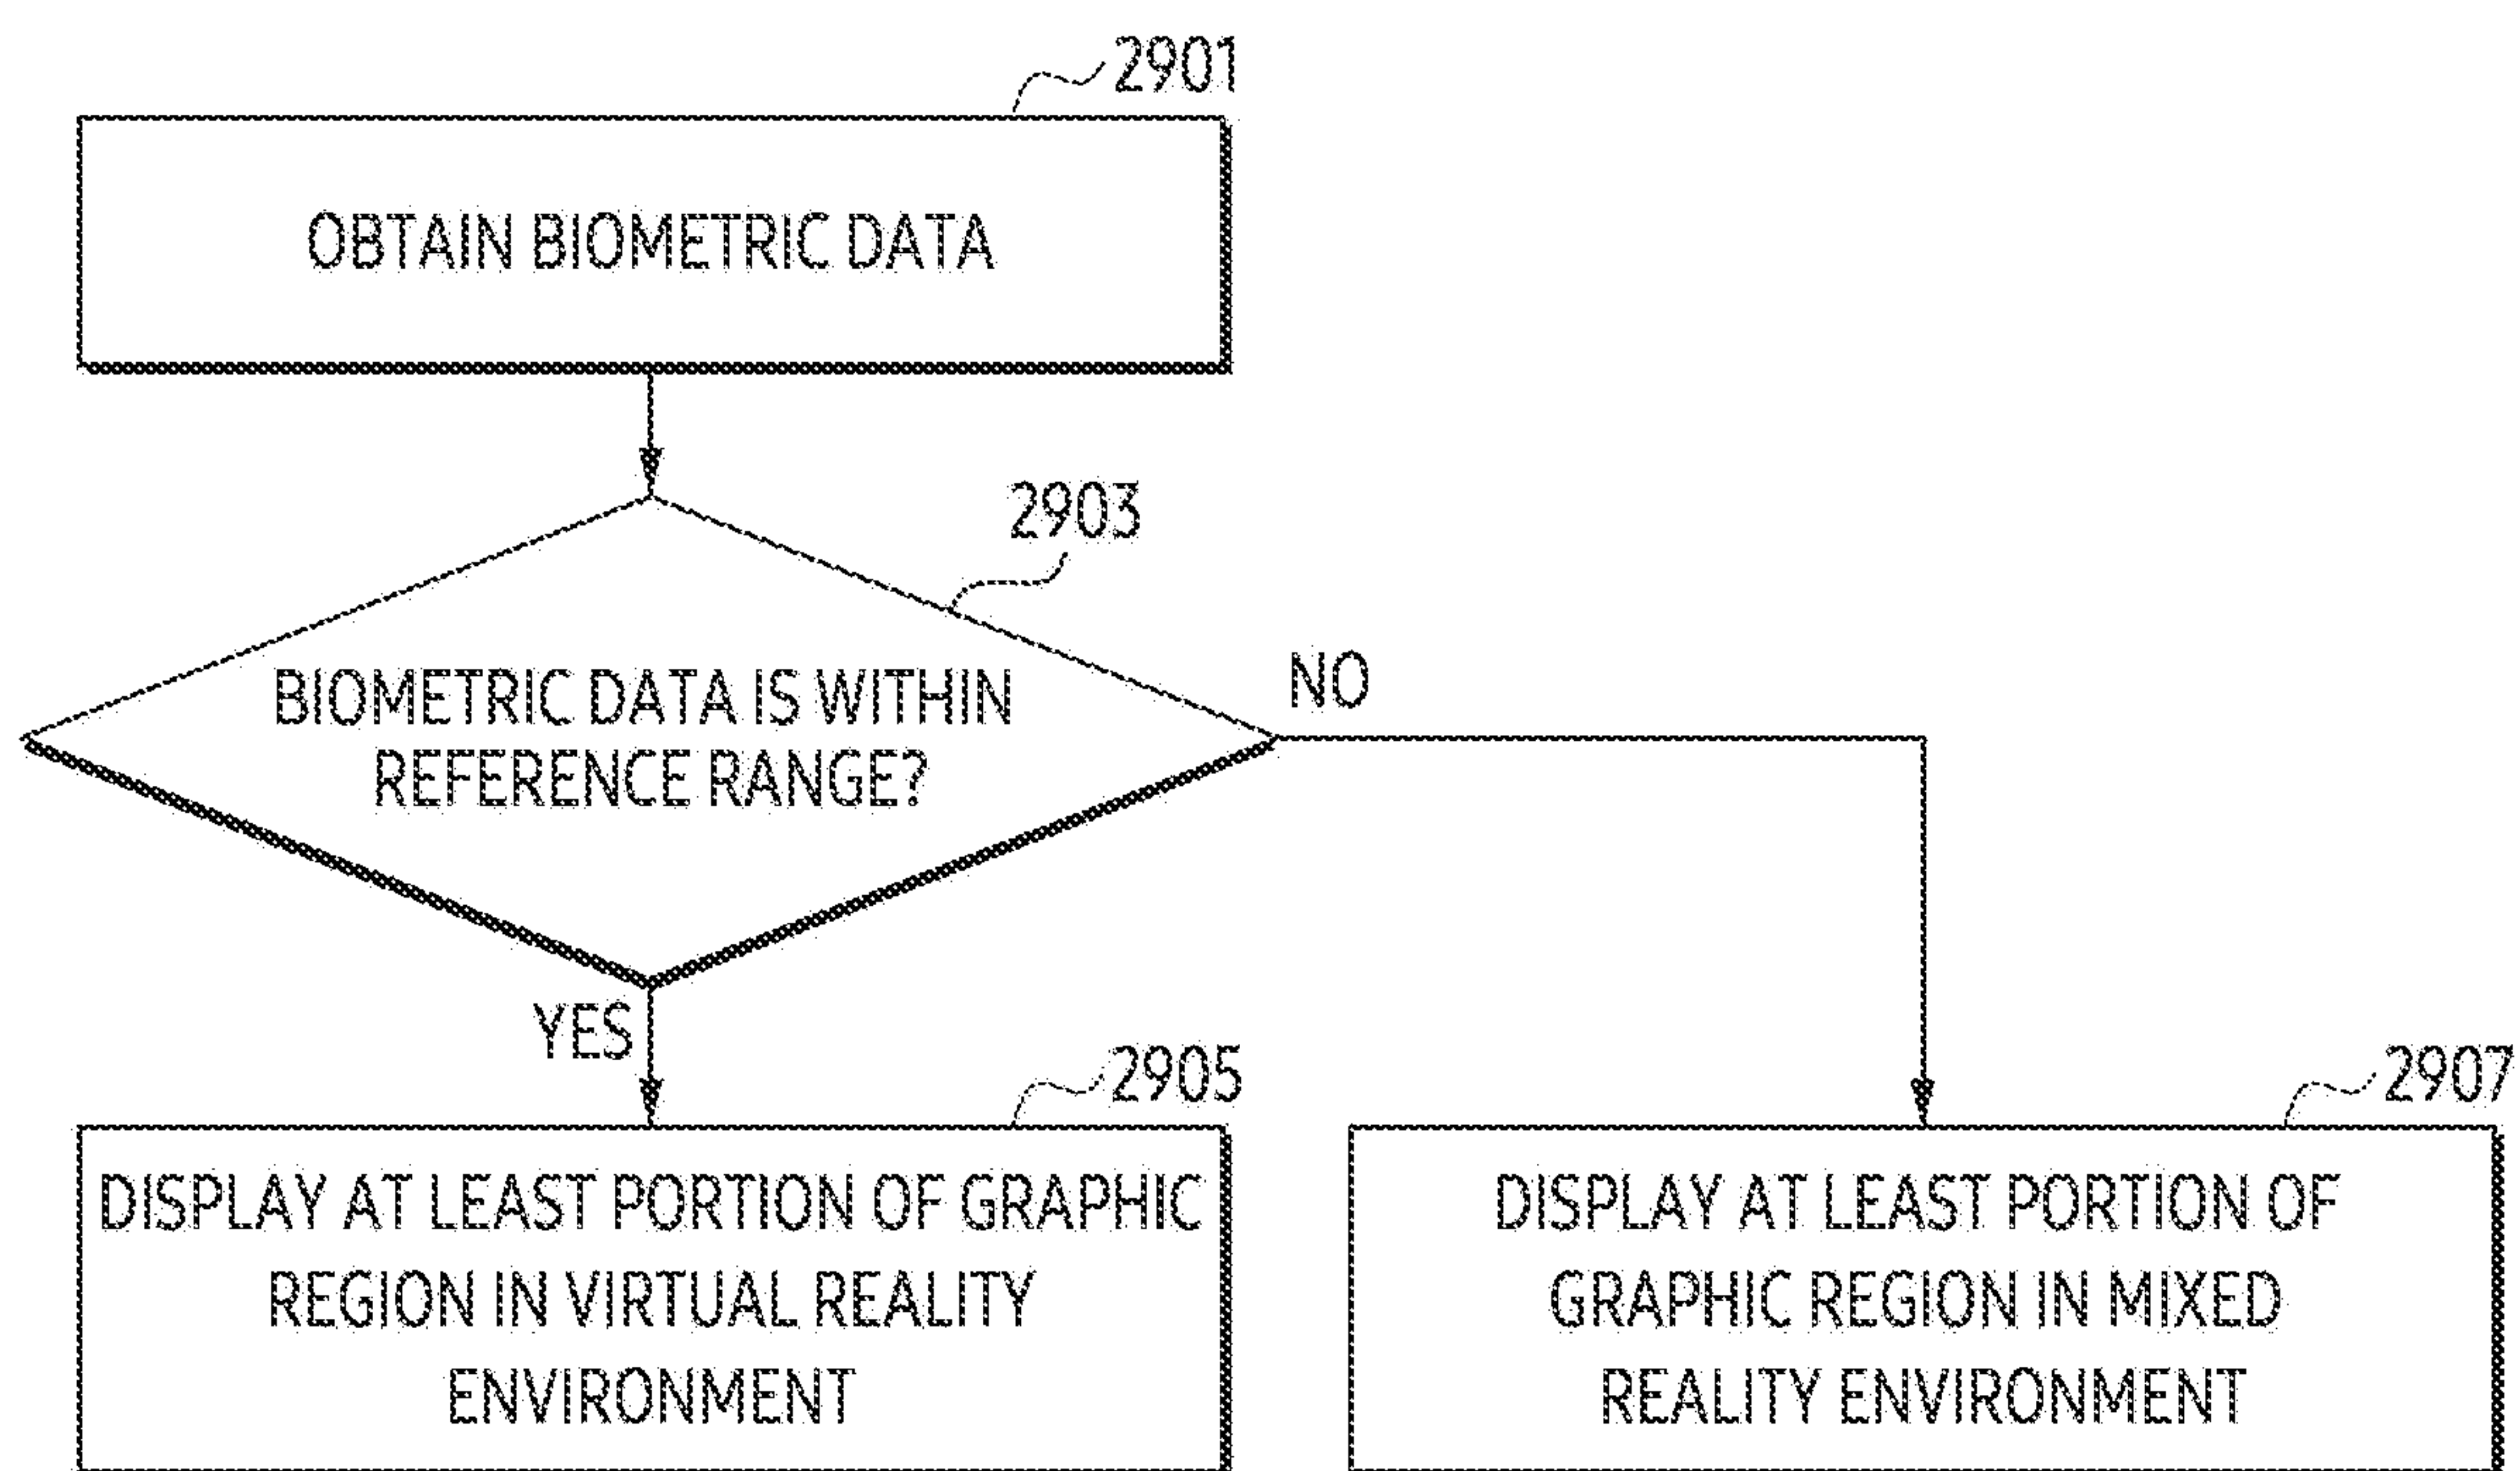 2901
OBTAIN BIOMETRIC DATA
2903
BIOMETRIC DATA IS WITHIN
REFERENCE RANGE?
NO
YES
2905
DISPLAY AT LEAST PORTION OF GRAPHIC
REGION IN VIRTUAL REALITY
ENVIRONMENT
2907
DISPLAY AT LEAST PORTION OF
GRAPHIC REGION IN MIXED
REALITY ENVIRONMENT